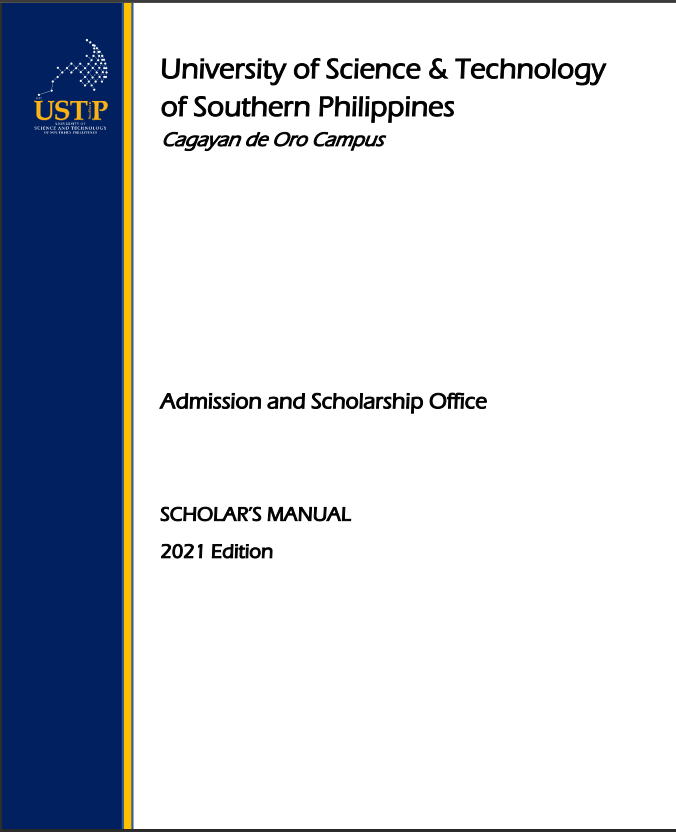 USTP
UNIVERSITY OF
SCIENCE AND TECHNOLOGY
OF SOUTHERN PHILIPPINES
University of Science & Technology
of Southern Philippines
Cagayan de Oro Campus
Admission and Scholarship Office
SCHOLAR'S MANUAL
2021 Edition